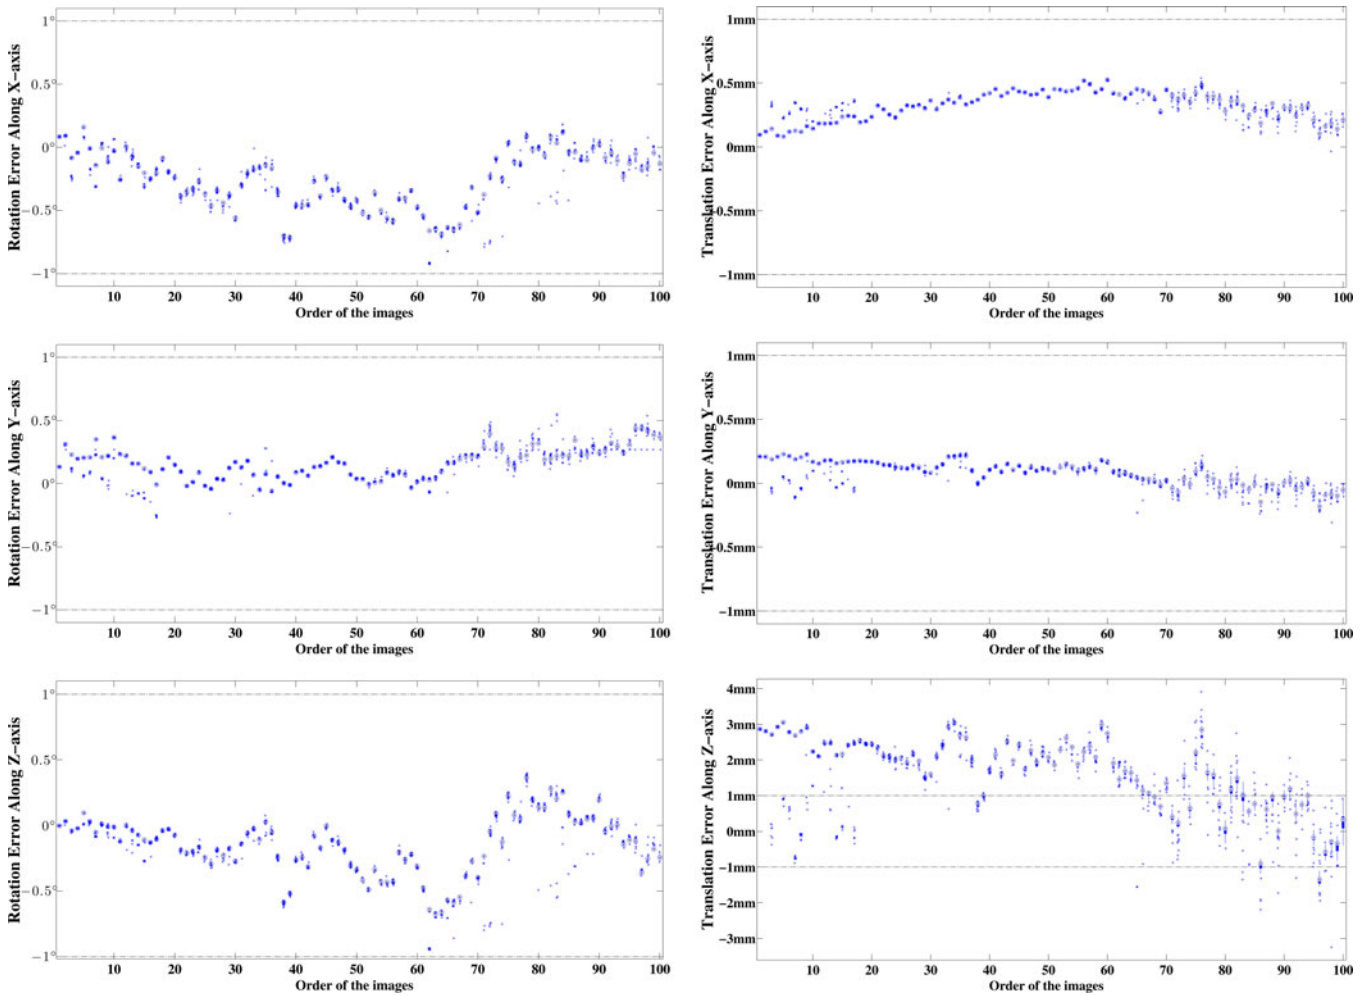 Rotation Error Along X-axis
1°
0.5°
0°
-0.5°
-1°
10 20 30 40 50 60 70 80 90 100
Order of the images
Translation Error Along X-axis
1mm
0.5mm
0mm
-0.5mm
-1mm
10 20 30 40 50 60 70 80 90 100
Order of the images
Rotation Error Along Y-axis
1°
0.5°
0°
-0.5°
-1°
10 20 30 40 50 60 70 80 90 100
Order of the images
Translation Error Along Y-axis
1mm
0.5mm
0mm
-0.5mm
-1mm
10 20 30 40 50 60 70 80 90 100
Order of the images
Rotation Error Along Z-axis
1°
0.5°
0°
-0.5°
-1°
10 20 30 40 50 60 70 80 90 100
Order of the images
Translation Error Along Z-axis
4mm
3mm
2mm
1mm
0mm
-1mm
-2mm
-3mm
10 20 30 40 50 60 70 80 90 100
Order of the images